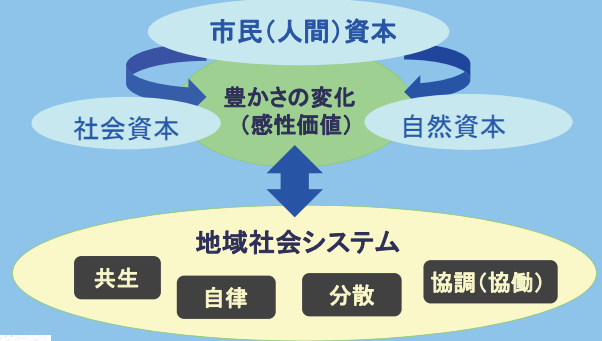 市民（人間）資本
豊かさの変化
（感性価値）
社会資本
自然資本
地域社会システム
共生
自律
分散
協調（協働）